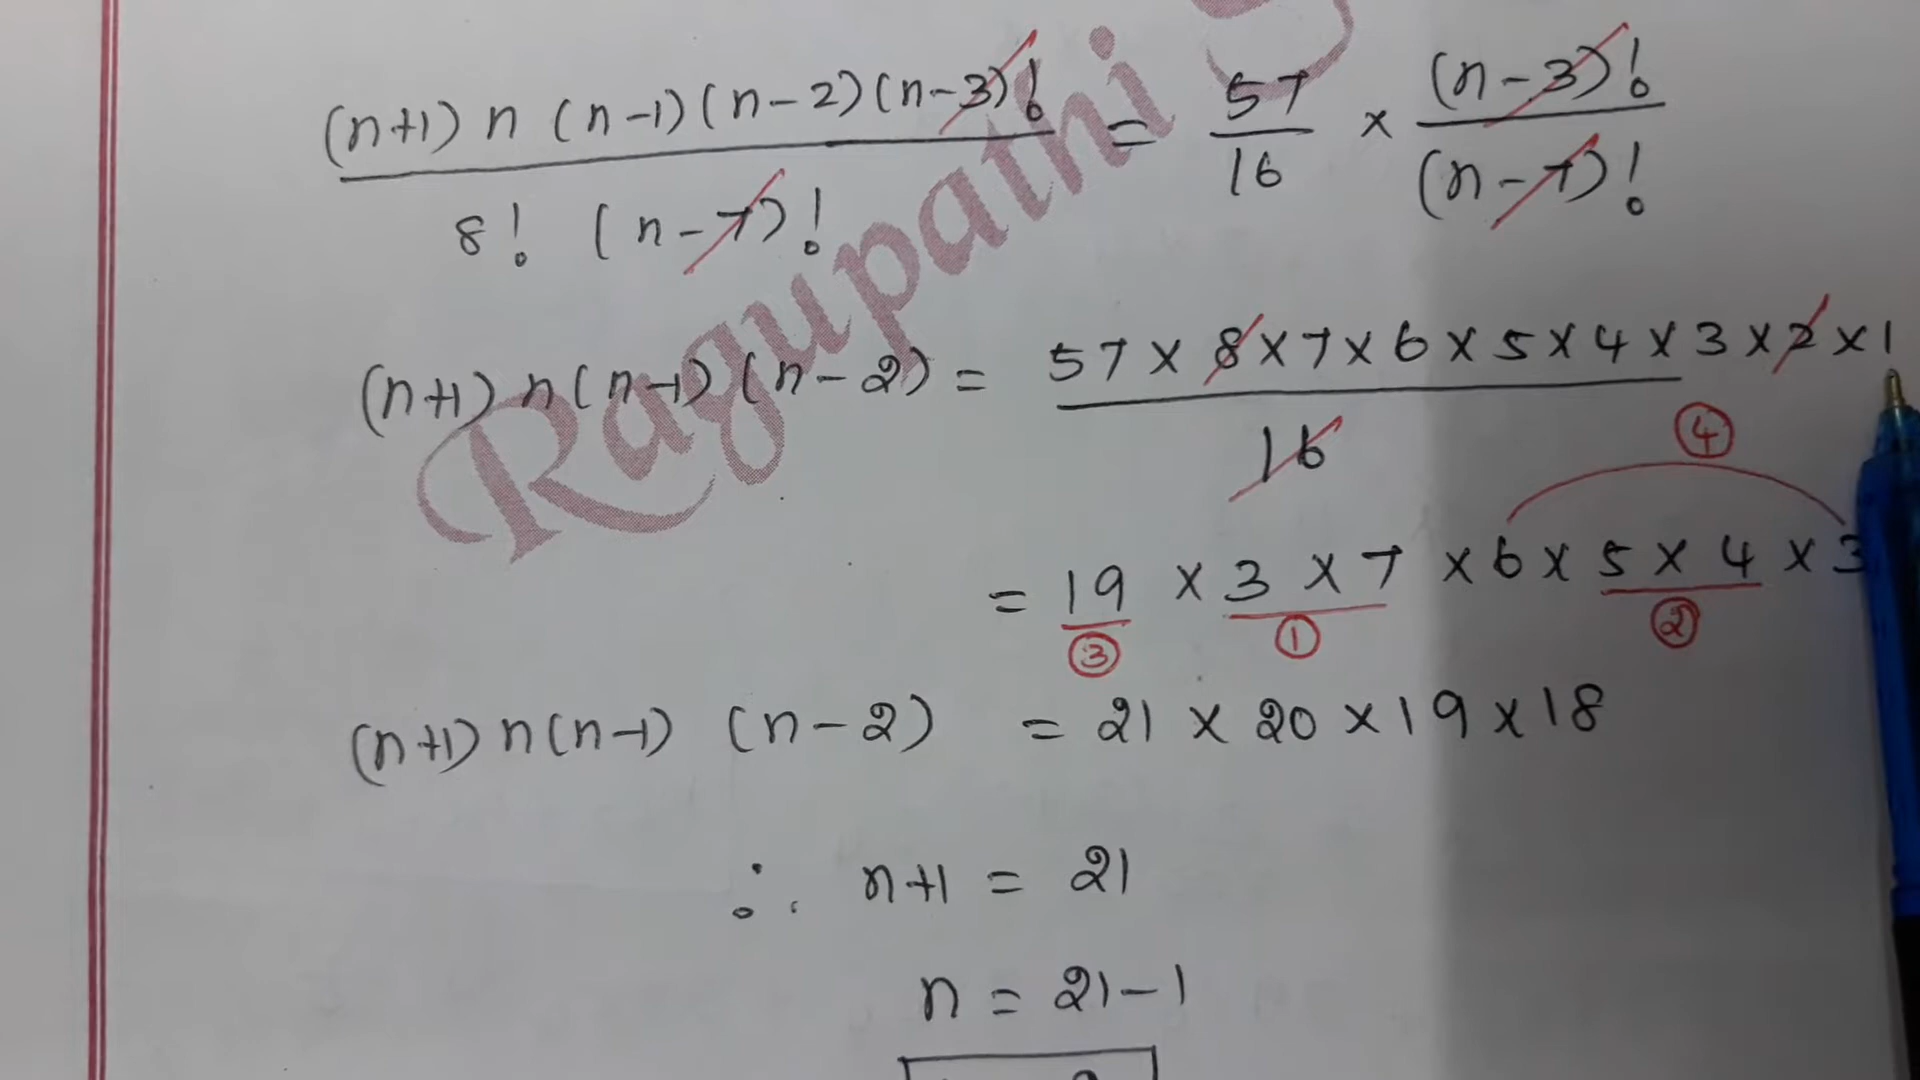 (n+1) n (n-1) (n-2) (n-3)! / 8! (n-7)! = 57/16 × (n-3)!/(n-7)!
(n+1) n (n-1) (n-2) = 57 × 8 × 7 × 6 × 5 × 4 × 3 × 2 × 1 / 16
④
= 19 × 3 × 7 × 6 × 5 × 4 × 3
③ ① ②
(n+1) n (n-1) (n-2) = 21 × 20 × 19 × 18
∴ n+1 = 21
n = 21-1
Ragupathi